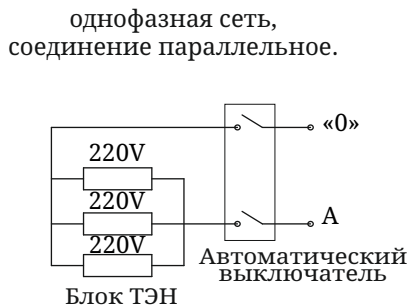 однофазная сеть,
соединение параллельное.
«0»
220V
220V
A
220V
Автоматический
выключатель
Блок ТЭН